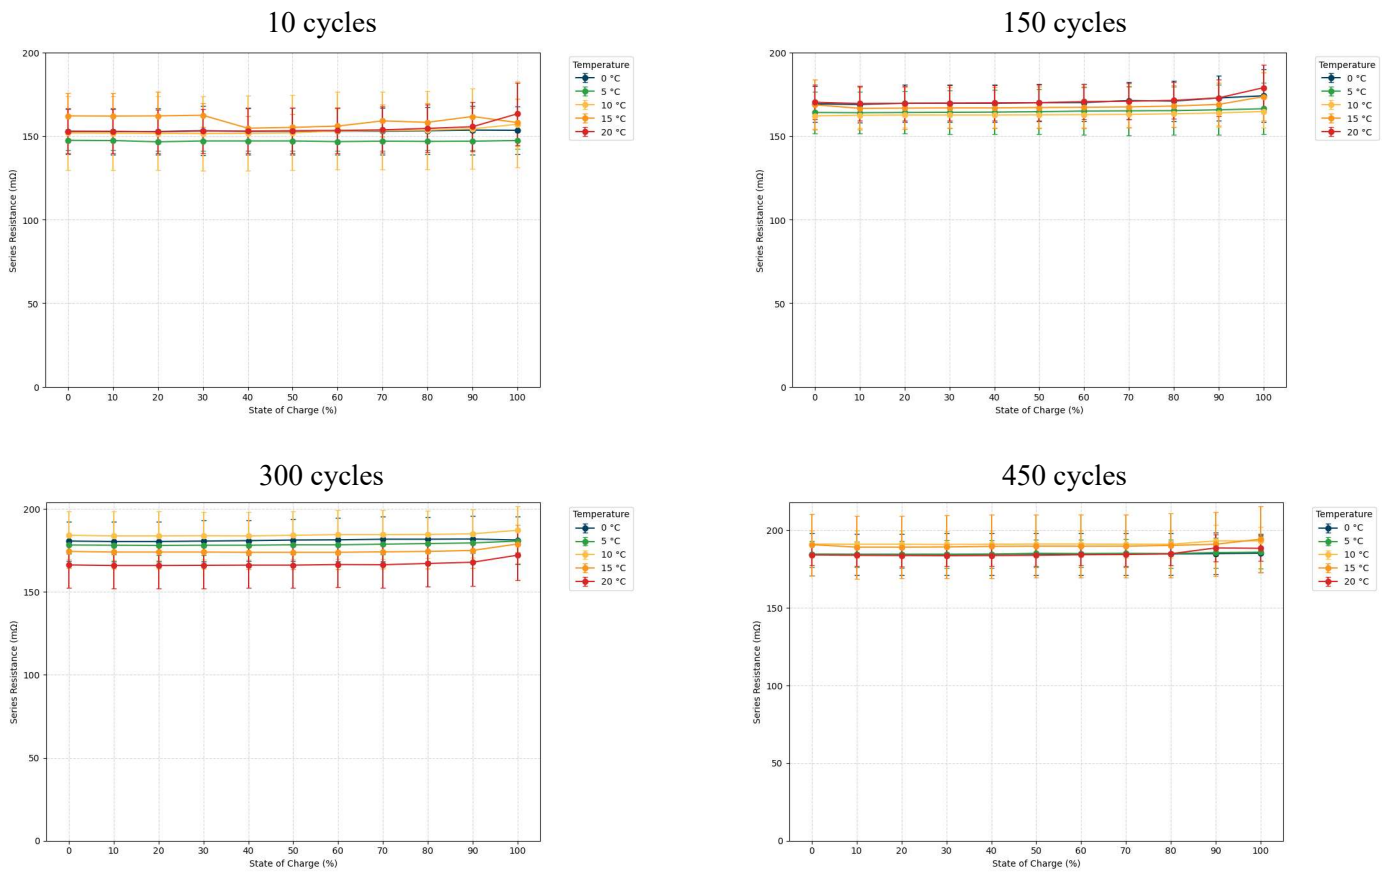 10 cycles
200
150
100
50
0
Series Resistance (mΩ)
0 10 20 30 40 50 60 70 80 90 100
State of Charge (%)
Temperature
0 °C
5 °C
10 °C
15 °C
20 °C
150 cycles
200
150
100
50
0
Series Resistance (mΩ)
0 10 20 30 40 50 60 70 80 90 100
State of Charge (%)
Temperature
0 °C
5 °C
10 °C
15 °C
20 °C
300 cycles
200
150
100
50
0
Series Resistance (mΩ)
0 10 20 30 40 50 60 70 80 90 100
State of Charge (%)
Temperature
0 °C
5 °C
10 °C
15 °C
20 °C
450 cycles
200
150
100
50
0
Series Resistance (mΩ)
0 10 20 30 40 50 60 70 80 90 100
State of Charge (%)
Temperature
0 °C
5 °C
10 °C
15 °C
20 °C